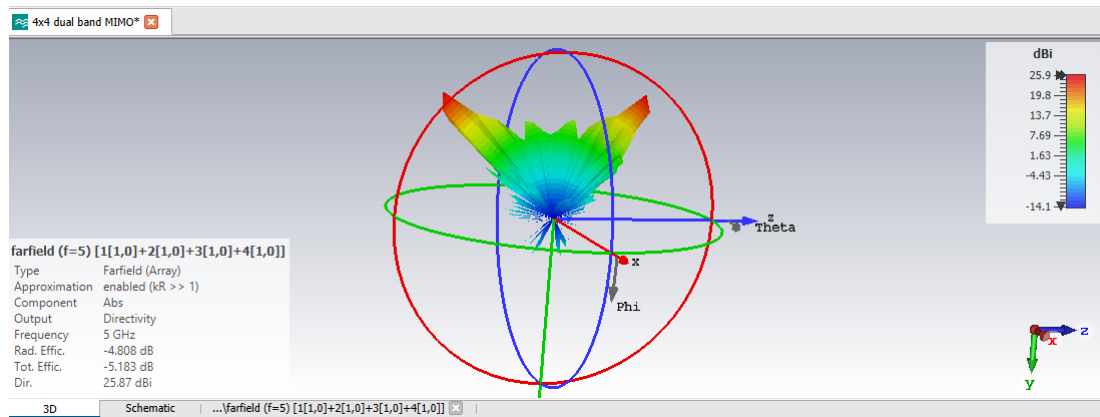 4x4 dual band MIMO*
dBi
25.9
19.8
13.7
7.69
1.63
-4.43
-14.1
z
Theta
x
Phi
farfield (f=5) [1[1,0]+2[1,0]+3[1,0]+4[1,0]]
Type Farfield (Array)
Approximation enabled (kR >> 1)
Component Abs
Output Directivity
Frequency 5 GHz
Rad. Effic. -4.808 dB
Tot. Effic. -5.183 dB
Dir. 25.87 dBi
z
x
y
3D Schematic ...\farfield (f=5) [1[1,0]+2[1,0]+3[1,0]+4[1,0]]